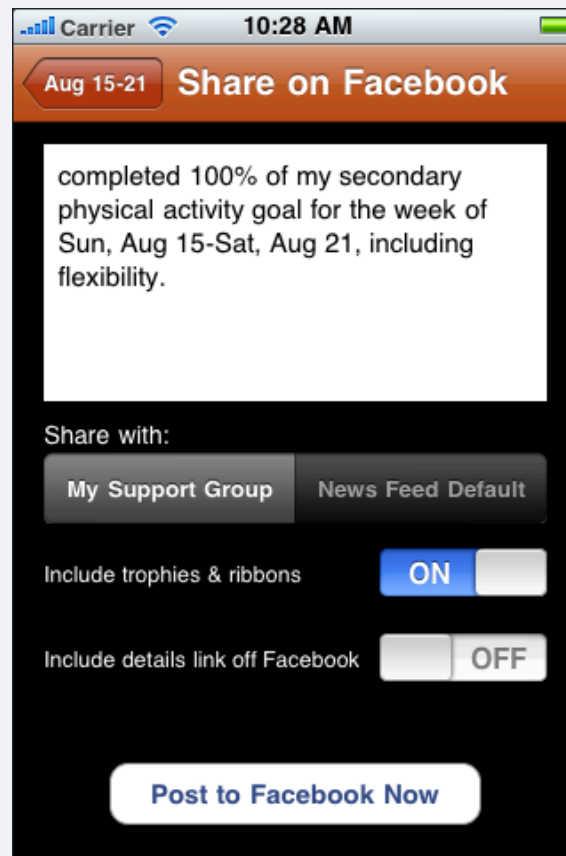 Carrier 10:28 AM
Aug 15-21 Share on Facebook
completed 100% of my secondary
physical activity goal for the week of
Sun, Aug 15-Sat, Aug 21, including
flexibility.
Share with:
My Support Group News Feed Default
Include trophies & ribbons ON
Include details link off Facebook OFF
Post to Facebook Now